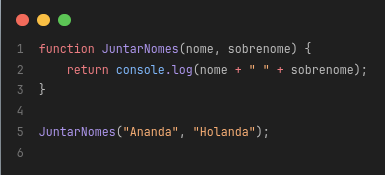 1 function JuntarNomes(nome, sobrenome) {
2     return console.log(nome + " " + sobrenome);
3 }
4
5 JuntarNomes("Ananda", "Holanda");
6